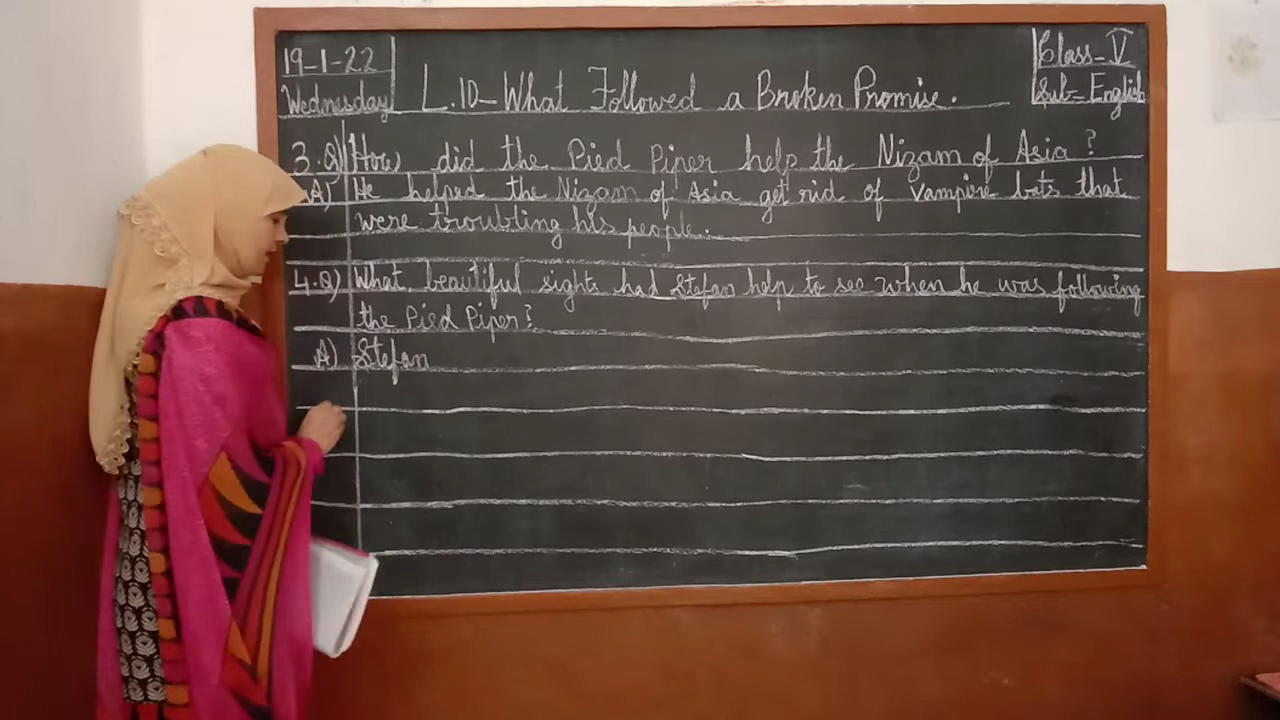 19-1-22
Wednesday
L.10-What Followed a Broken Promise.
Class-V
Sub-English
3.Q) How did the Pied Piper help the Nizam of Asia?
A) He helped the Nizam of Asia get rid of vampire bats that
were troubling his people.
4.Q) What beautiful sights had Stefan help to see when he was following
the Pied Piper?
A) Stefan